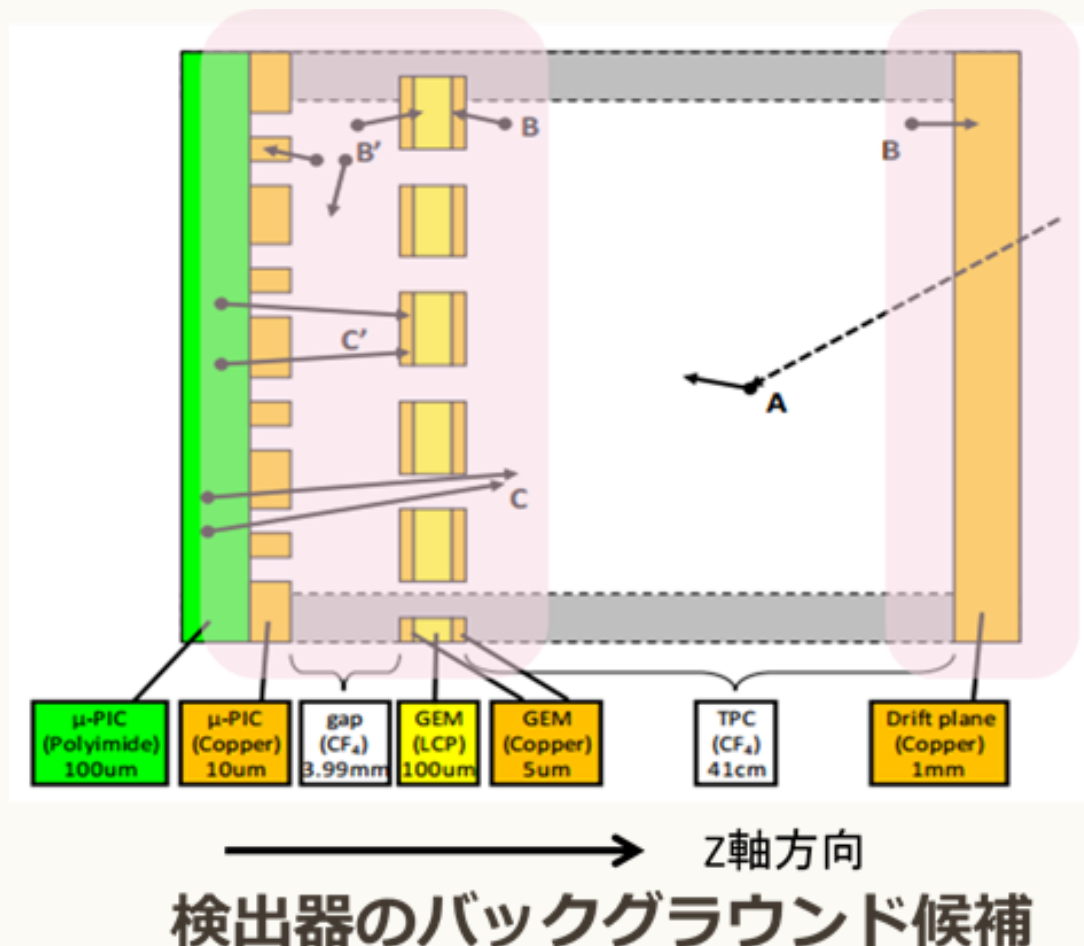 B
B
B'
C'
A
C
μ-PIC
(Polyimide)
100um
μ-PIC
(Copper)
10um
gap
(CF₄)
3.99mm
GEM
(LCP)
100um
GEM
(Copper)
5um
TPC
(CF₄)
41cm
Drift plane
(Copper)
1mm
Z軸方向
検出器のバックグラウンド候補